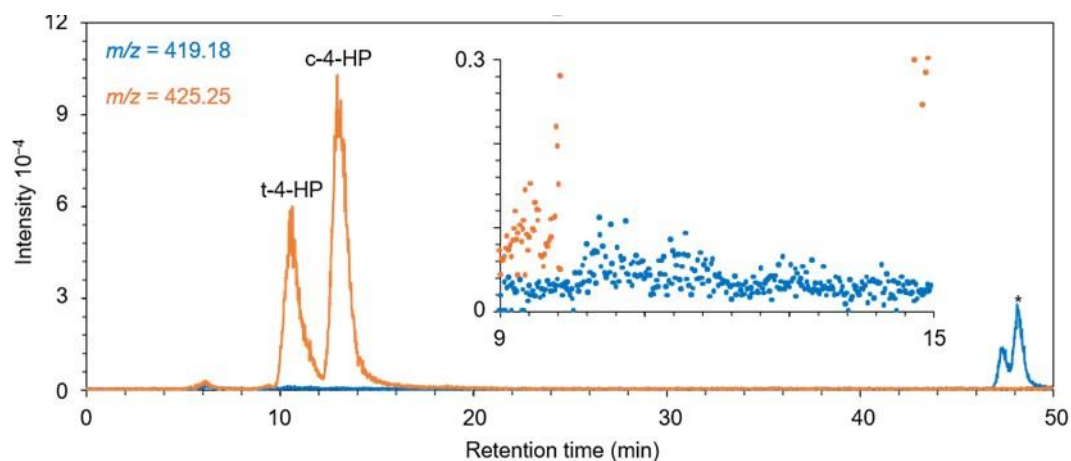 12
9
6
3
0
Intensity 10⁻⁴
m/z = 419.18
m/z = 425.25
t-4-HP
c-4-HP
0.3
0
9
15
*
0
10
20
30
40
50
Retention time (min)